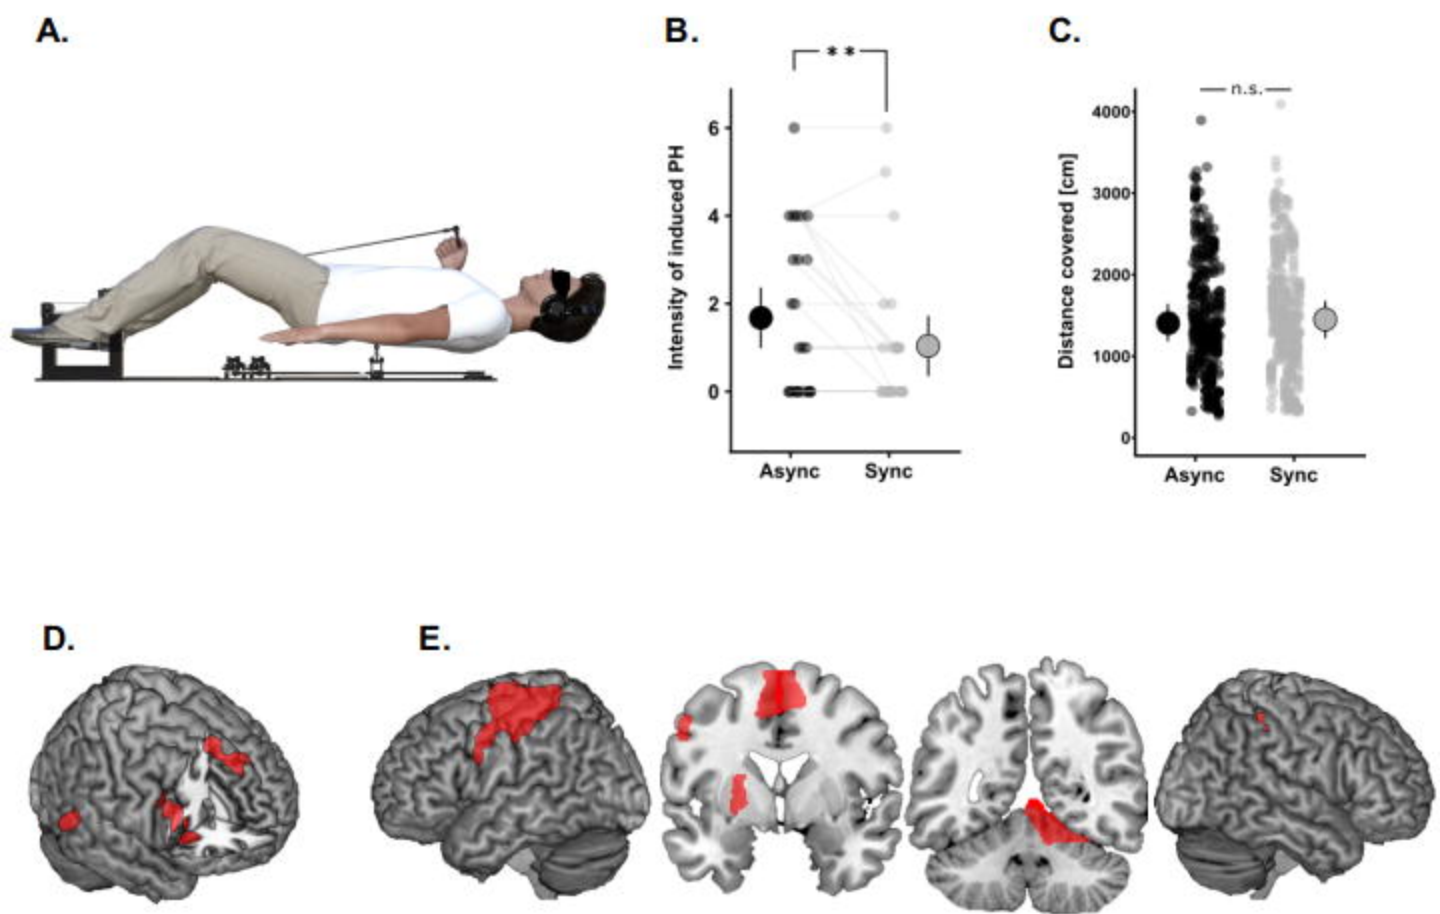 A.
B.
C.
* *
n.s.
Intensity of induced PH
6
4
2
0
Async
Sync
Distance covered [cm]
4000
3000
2000
1000
0
Async
Sync
D.
E.